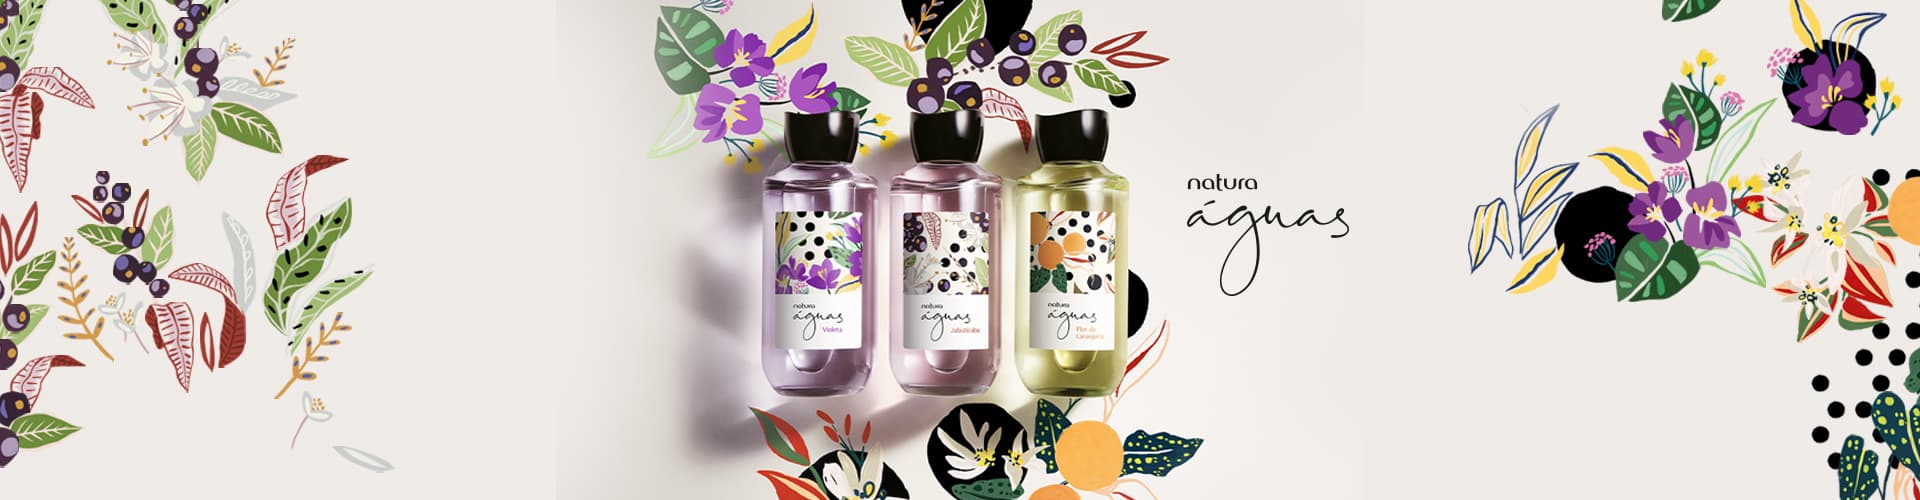 natura
águas
natura
águas
Violeta
natura
águas
Jabuticaba
natura
águas
Flor de
Laranjeira